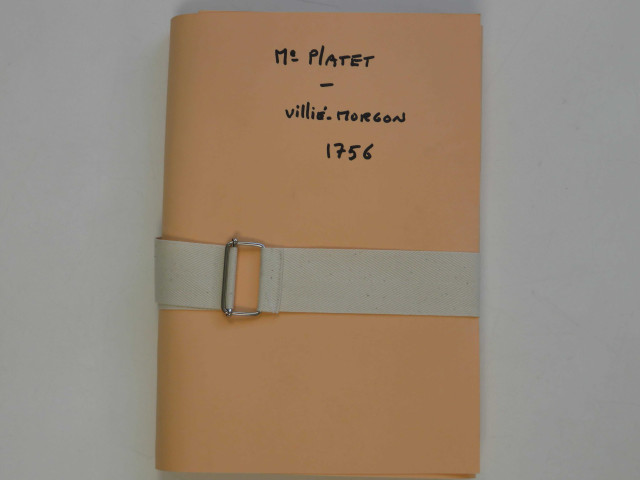 Mᵉ PlATET
–
Villié-MORGON
1756